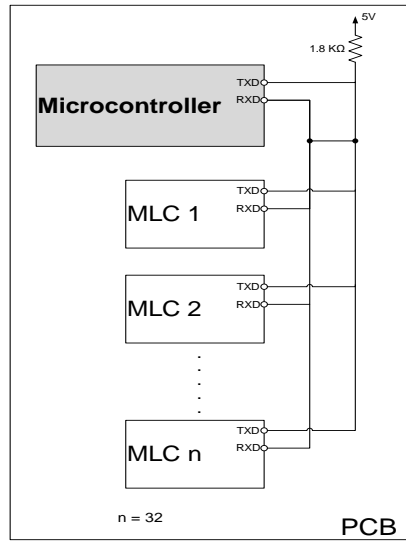 5V
1.8 KΩ
TXD
Microcontroller
RXD
TXD
MLC 1
RXD
TXD
MLC 2
RXD
TXD
MLC n
RXD
n = 32
PCB